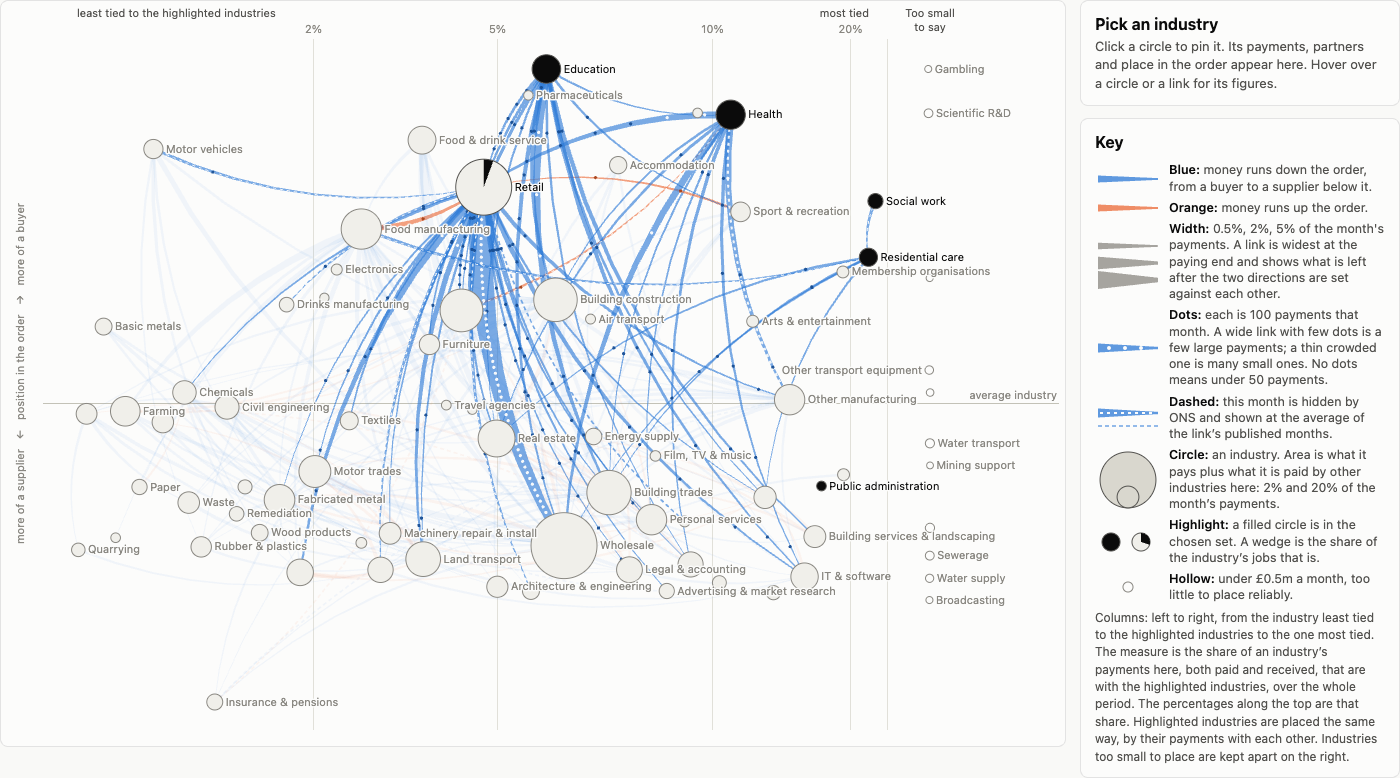 least tied to the highlighted industries
most tied
Too small
to say
2%
5%
10%
20%
Education
Gambling
Pharmaceuticals
Health
Scientific R&D
Food & drink service
Motor vehicles
Accommodation
Retail
Social work
Sport & recreation
Food manufacturing
Residential care
Electronics
Membership organisations
Drinks manufacturing
Building construction
Air transport
Arts & entertainment
Basic metals
Furniture
Other transport equipment
Chemicals
average industry
Other manufacturing
Travel agencies
Civil engineering
Farming
Textiles
Real estate
Energy supply
Water transport
Film, TV & music
Mining support
Motor trades
Paper
Public administration
Building trades
Fabricated metal
Waste
Remediation
Personal services
Wood products
Machinery repair & install
Building services & landscaping
Rubber & plastics
Wholesale
Quarrying
Sewerage
Land transport
Legal & accounting
IT & software
Water supply
Architecture & engineering
Advertising & market research
Broadcasting
Insurance & pensions
more of a supplier ← position in the order → more of a buyer
Pick an industry
Click a circle to pin it. Its payments, partners
and place in the order appear here. Hover over
a circle or a link for its figures.
Key
Blue: money runs down the order,
from a buyer to a supplier below it.
Orange: money runs up the order.
Width: 0.5%, 2%, 5% of the month's
payments. A link is widest at the
paying end and shows what is left
after the two directions are set
against each other.
Dots: each is 100 payments that
month. A wide link with few dots is a
few large payments; a thin crowded
one is many small ones. No dots
means under 50 payments.
Dashed: this month is hidden by
ONS and shown at the average of
the link's published months.
Circle: an industry. Area is what it
pays plus what it is paid by other
industries here: 2% and 20% of the
month's payments.
Highlight: a filled circle is in the
chosen set. A wedge is the share of
the industry's jobs that is.
Hollow: under £0.5m a month, too
little to place reliably.
Columns: left to right, from the industry least tied
to the highlighted industries to the one most tied.
The measure is the share of an industry's
payments here, both paid and received, that are
with the highlighted industries, over the whole
period. The percentages along the top are that
share. Highlighted industries are placed the same
way, by their payments with each other. Industries
too small to place are kept apart on the right.